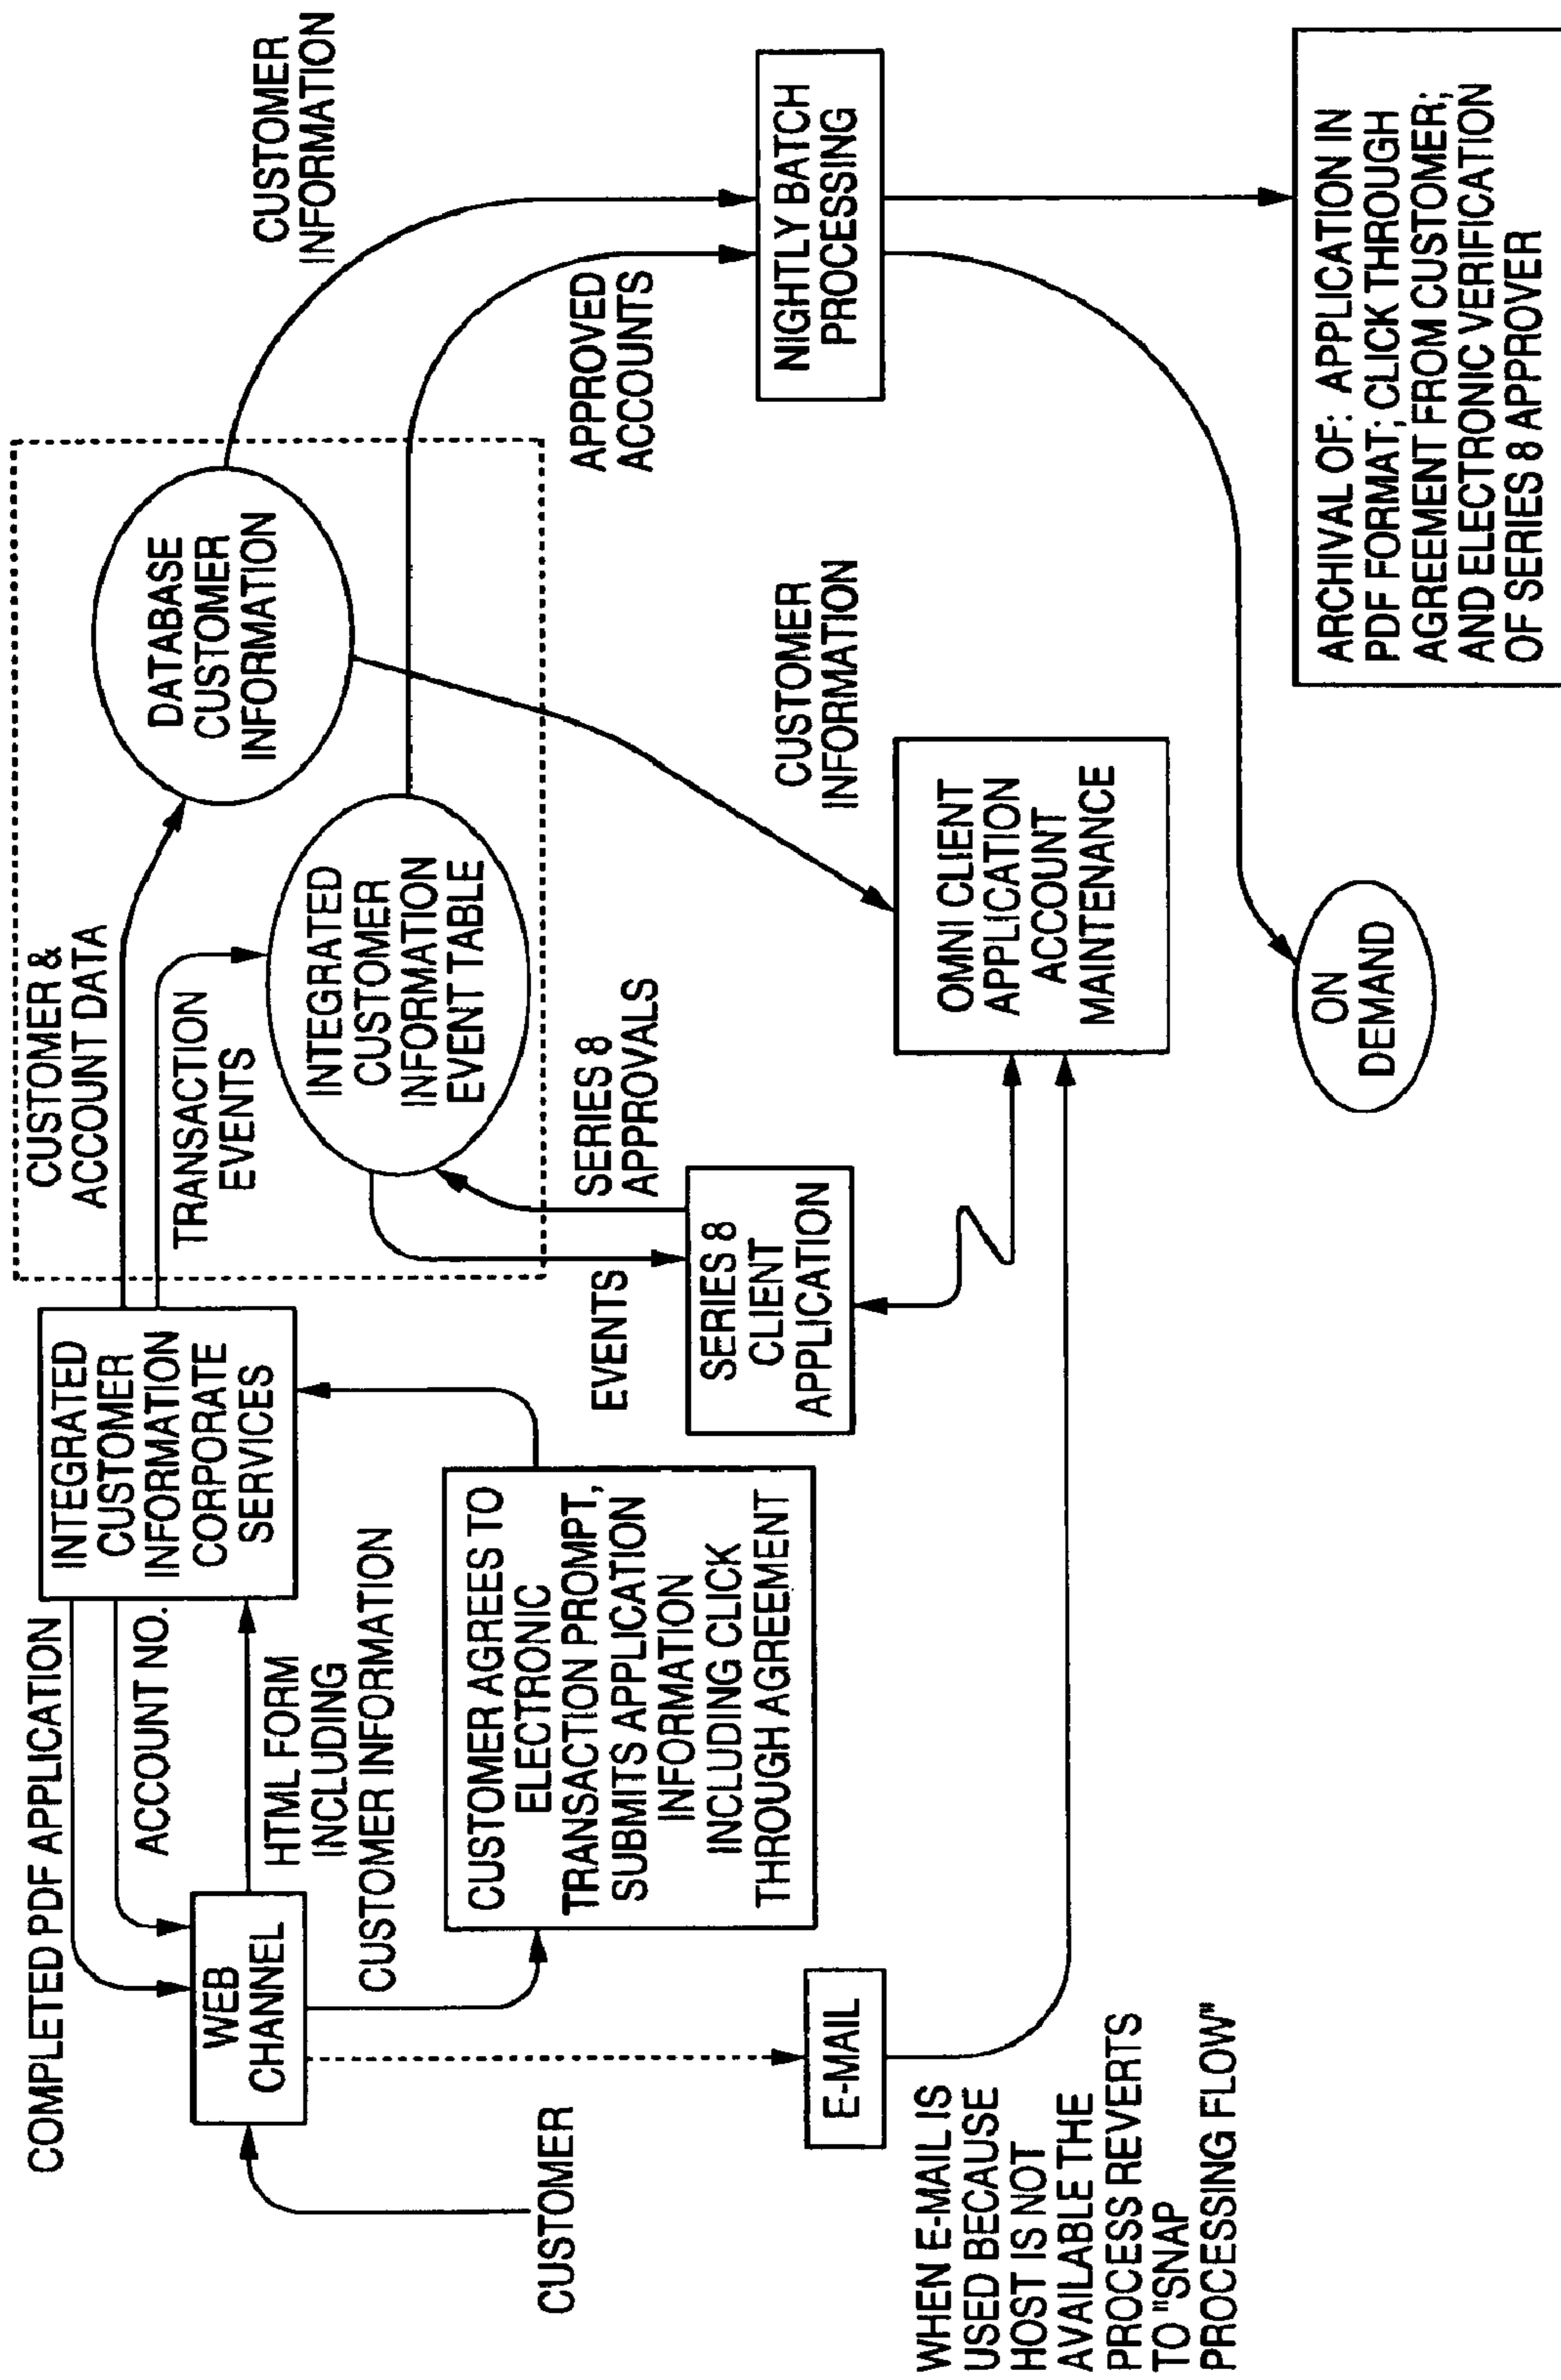 COMPLETED PDF APPLICATION
ACCOUNT NO.
WEB
CHANNEL
HTML FORM
INCLUDING
CUSTOMER INFORMATION
CUSTOMER
INTEGRATED
CUSTOMER
INFORMATION
CORPORATE
SERVICES
CUSTOMER AGREES TO
ELECTRONIC
TRANSACTION PROMPT,
SUBMITS APPLICATION
INFORMATION
INCLUDING CLICK
THROUGH AGREEMENT
E-MAIL
WHEN E-MAIL IS
USED BECAUSE
HOST IS NOT
AVAILABLE THE
PROCESS REVERTS
TO "SNAP
PROCESSING FLOW"
CUSTOMER &
ACCOUNT DATA
TRANSACTION
EVENTS
INTEGRATED
CUSTOMER
INFORMATION
EVENT TABLE
DATABASE
CUSTOMER
INFORMATION
EVENTS
SERIES 8
APPROVALS
SERIES 8
CLIENT
APPLICATION
CUSTOMER
INFORMATION
OMNI CLIENT
APPLICATION
ACCOUNT
MAINTENANCE
CUSTOMER
INFORMATION
APPROVED
ACCOUNTS
NIGHTLY BATCH
PROCESSING
ON
DEMAND
ARCHIVAL OF: APPLICATION IN
PDF FORMAT; CLICK THROUGH
AGREEMENT FROM CUSTOMER;
AND ELECTRONIC VERIFICATION
OF SERIES 8 APPROVER